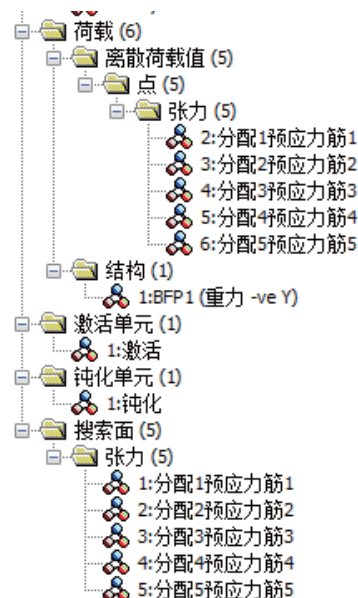 荷载 (6)
离散荷载值 (5)
点 (5)
张力 (5)
2:分配1预应力筋1
3:分配2预应力筋2
4:分配3预应力筋3
5:分配4预应力筋4
6:分配5预应力筋5
结构 (1)
1:BFP1 (重力 -ve Y)
激活单元 (1)
1:激活
钝化单元 (1)
1:钝化
搜索面 (5)
张力 (5)
1:分配1预应力筋1
2:分配2预应力筋2
3:分配3预应力筋3
4:分配4预应力筋4
5:分配5预应力筋5